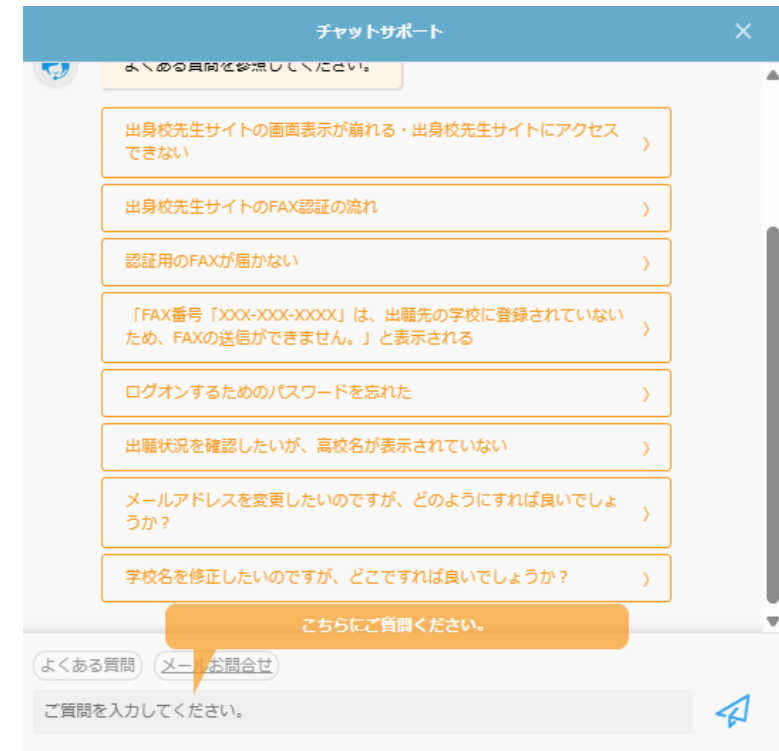 チャットサポート
よくある質問を参照してください。
出身校先生サイトの画面表示が崩れる・出身校先生サイトにアクセス
できない
出身校先生サイトのFAX認証の流れ
認証用のFAXが届かない
「FAX番号「XXX-XXX-XXXX」は、出願先の学校に登録されていない
ため、FAXの送信ができません。」と表示される
ログオンするためのパスワードを忘れた
出願状況を確認したいが、高校名が表示されていない
メールアドレスを変更したいのですが、どのようにすれば良いでしょ
うか？
学校名を修正したいのですが、どこですれば良いでしょうか？
こちらにご質問ください。
よくある質問 メールお問合せ
ご質問を入力してください。